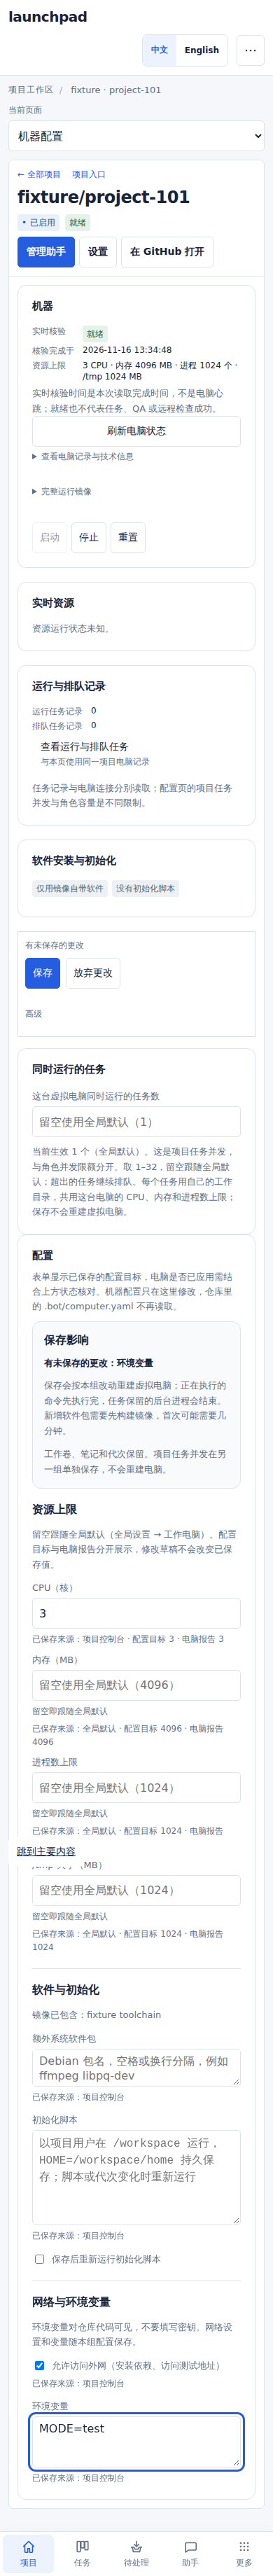 launchpad
中文 English ···
项目工作区 / fixture · project-101
当前页面
机器配置
← 全部项目 项目入口
fixture/project-101
• 已启用 就绪
管理助手 设置 在 GitHub 打开
机器
实时核验 就绪
核验完成于 2026-11-16 13:34:48
资源上限 3 CPU · 内存 4096 MB · 进程 1024 个 ·
/tmp 1024 MB
实时核验时间是本次读取完成时间，不是电脑心
跳；就绪也不代表任务、QA 或远程检查成功。
刷新电脑状态
▶ 查看电脑记录与技术信息
▶ 完整运行镜像
启动 停止 重置
实时资源
资源运行状态未知。
运行与排队记录
运行任务记录 0
排队任务记录 0
查看运行与排队任务
与本页使用同一项目电脑记录
任务记录与电脑连接分别读取；配置页的项目任务
并发与角色容量是不同限制。
软件安装与初始化
仅用镜像自带软件 没有初始化脚本
有未保存的更改
保存 放弃更改
高级
同时运行的任务
这台虚拟电脑同时运行的任务数
留空使用全局默认（1）
当前生效 1 个（全局默认）。这是项目任务并发，
与角色并发限额分开。取 1–32，留空跟随全局默
认；超出的任务继续排队。每个任务用自己的工作
目录，共用这台电脑的 CPU、内存和进程数上限；
保存不会重建虚拟电脑。
配置
表单显示已保存的配置目标，电脑是否已应用需结
合上方状态核对。机器配置只在这里修改，仓库里
的 .bot/computer.yaml 不再读取。
保存影响
有未保存的更改：环境变量
保存会按本组改动重建虚拟电脑；正在执行的
命令先执行完，任务保留的后台进程会结束。
新增软件包需要先构建镜像，首次可能需要几
分钟。
工作卷、笔记和代次保留。项目任务并发在另
一组单独保存，不会重建电脑。
资源上限
留空跟随全局默认（全局设置 → 工作电脑）。配置
目标与电脑报告分开展示，修改草稿不会改变已保
存值。
CPU（核）
3
已保存来源：项目控制台 · 配置目标 3 · 电脑报告 3
内存（MB）
留空使用全局默认（4096）
留空即跟随全局默认
已保存来源：全局默认 · 配置目标 4096 · 电脑报告
4096
进程数上限
留空使用全局默认（1024）
留空即跟随全局默认
已保存来源：全局默认 · 配置目标 1024 · 电脑报告
跳到主要内容
（MB）
留空使用全局默认（1024）
留空即跟随全局默认
已保存来源：全局默认 · 配置目标 1024 · 电脑报告
1024
软件与初始化
镜像已包含：fixture toolchain
额外系统软件包
Debian 包名，空格或换行分隔，例如
ffmpeg libpq-dev
已保存来源：项目控制台
初始化脚本
以项目用户在 /workspace 运行，
HOME=/workspace/home 持久保
存；脚本或代次变化时重新运行
已保存来源：项目控制台
保存后重新运行初始化脚本
网络与环境变量
环境变量对仓库代码可见，不要填写密钥。网络设
置和变量随本组配置保存。
允许访问外网（安装依赖、访问测试地址）
已保存来源：项目控制台
环境变量
MODE=test
已保存来源：项目控制台
项目 任务 待处理 助手 更多